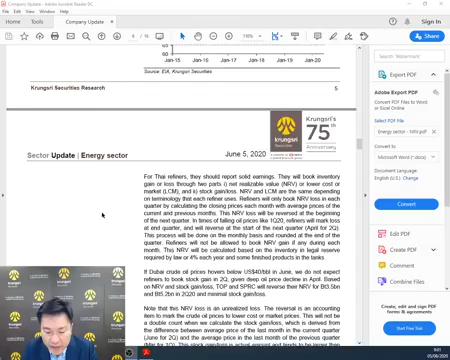 Company Update - Adobe Acrobat Reader DC
File Edit View Window Help
Home Tools Company Update × Sign In
6 / 16 116% Share
60
Jan-15 Jan-16 Jan-17 Jan-18 Jan-19 Jan-20
Source: EIA, Krungsri Securities
Krungsri Securities Research 5
Krungsri's
75th
Anniversary
Sector Update | Energy sector June 5, 2020
For Thai refiners, they should report solid earnings. They will book inventory
gain or loss through two parts i) net realizable value (NRV) or lower cost or
market (LCM), and ii) stock gain/loss. NRV and LCM are the same depending
on terminology that each refiner uses. Refiners will only book NRV loss in each
quarter by calculating the closing prices each month with average prices of the
current and previous months. This NRV loss will be reversed at the beginning
of the next quarter. In times of falling oil prices like 1Q20, refiners will mark loss
at end quarter, and will reverse at the start of the next quarter (April for 2Q).
This process will be done on the monthly basis and rounded at the end of the
quarter. Refiners will not be allowed to book NRV gain if any during each
month. This NRV will be calculated based on the inventory in legal reserve
required by law or 4% each year and some finished products in the tanks
If Dubai crude oil prices hovers below US$40/bbl in June, we do not expect
refiners to book stock gain in 2Q, given deep of price decline in April. Based
on NRV and stock gain/loss, TOP and SPRC will reverse their NRV for Bt3.5bn
and Bt5.2bn in 2Q20 and minimal stock gain/loss.
Note that this NRV loss is an unrealized loss. The reversal is an accounting
item to mark the crude oil prices to lower of cost or market prices. This will not
be a double count when we calculate the stock gain/loss, which is derived from
the difference between average price of the last month in the current quarter
(June for 2Q) and the average price in the last month of the previous quarter
Search 'Watermark'
Export PDF
Adobe Export PDF
Convert PDF Files to Word
or Excel Online
Select PDF File
Convert to
Microsoft Word (*.docx)
Document Language:
English (U.S.) Change
Convert
Edit PDF
Create PDF
Comment
Combine Files
Create, edit and sign PDF
forms & agreements
Start Free Trial
9:01
05/06/2020